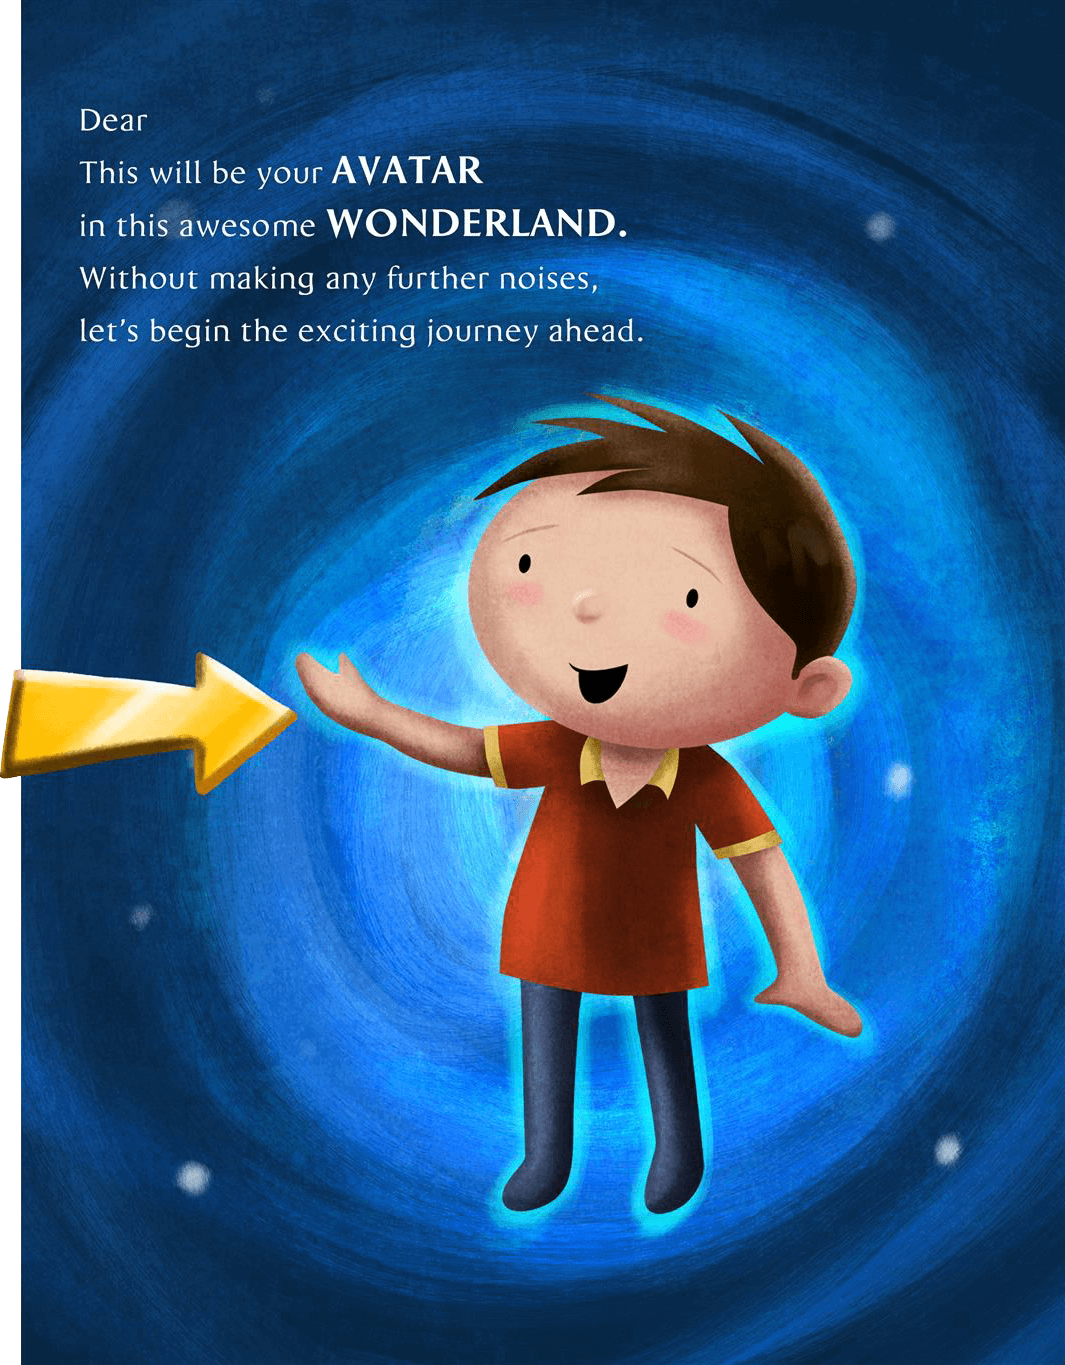 Dear
This will be your AVATAR
in this awesome WONDERLAND.
Without making any further noises,
let's begin the exciting journey ahead.